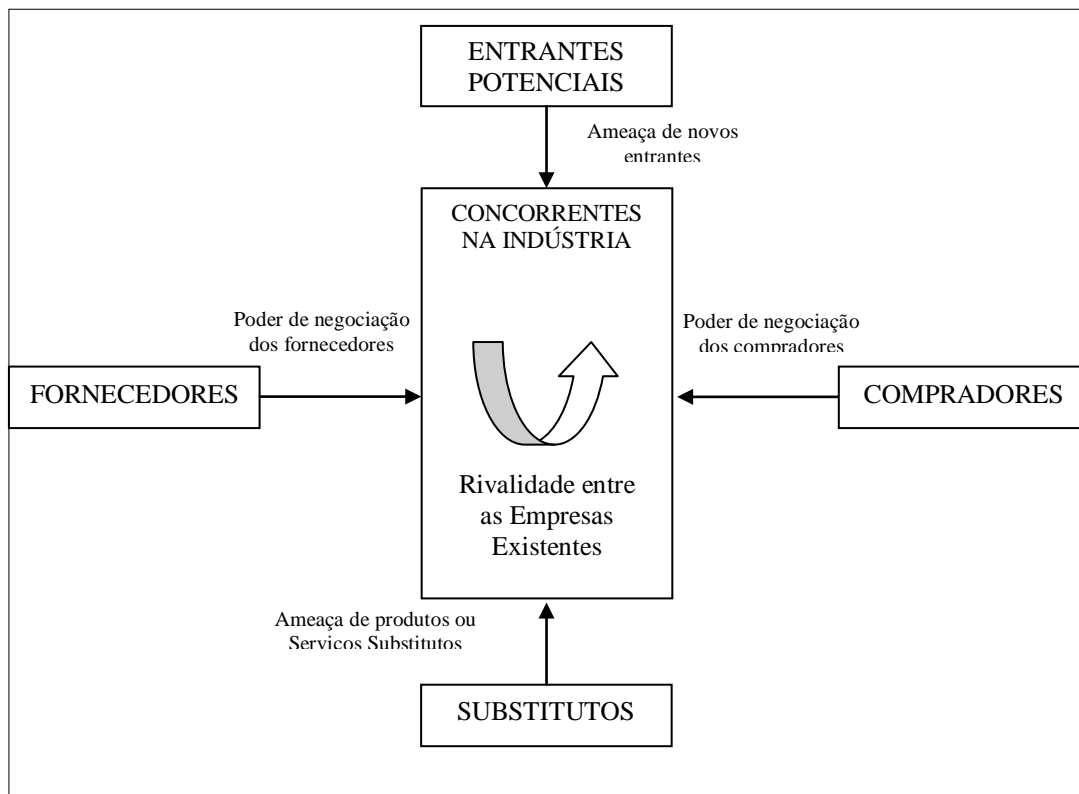 ENTRANTES
POTENCIAIS
Ameaça de novos
entrantes
CONCORRENTES
NA INDÚSTRIA
Poder de negociação
dos fornecedores
Poder de negociação
dos compradores
FORNECEDORES
COMPRADORES
Rivalidade entre
as Empresas
Existentes
Ameaça de produtos ou
Serviços Substitutos
SUBSTITUTOS